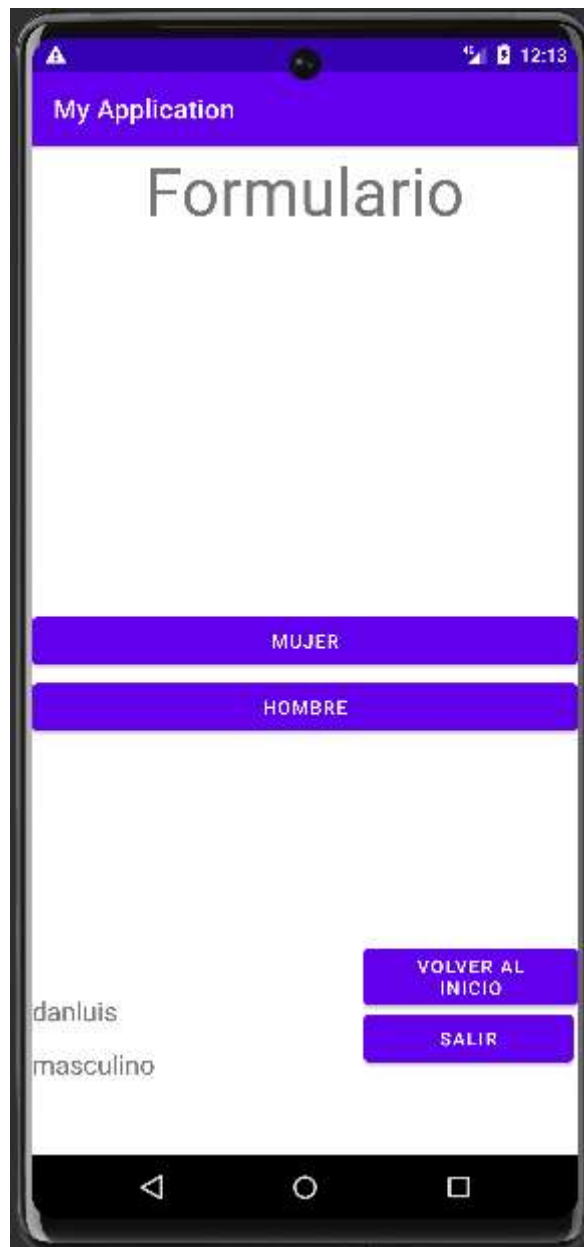 12:13
My Application
Formulario
MUJER
HOMBRE
VOLVER AL
INICIO
danluis
SALIR
masculino